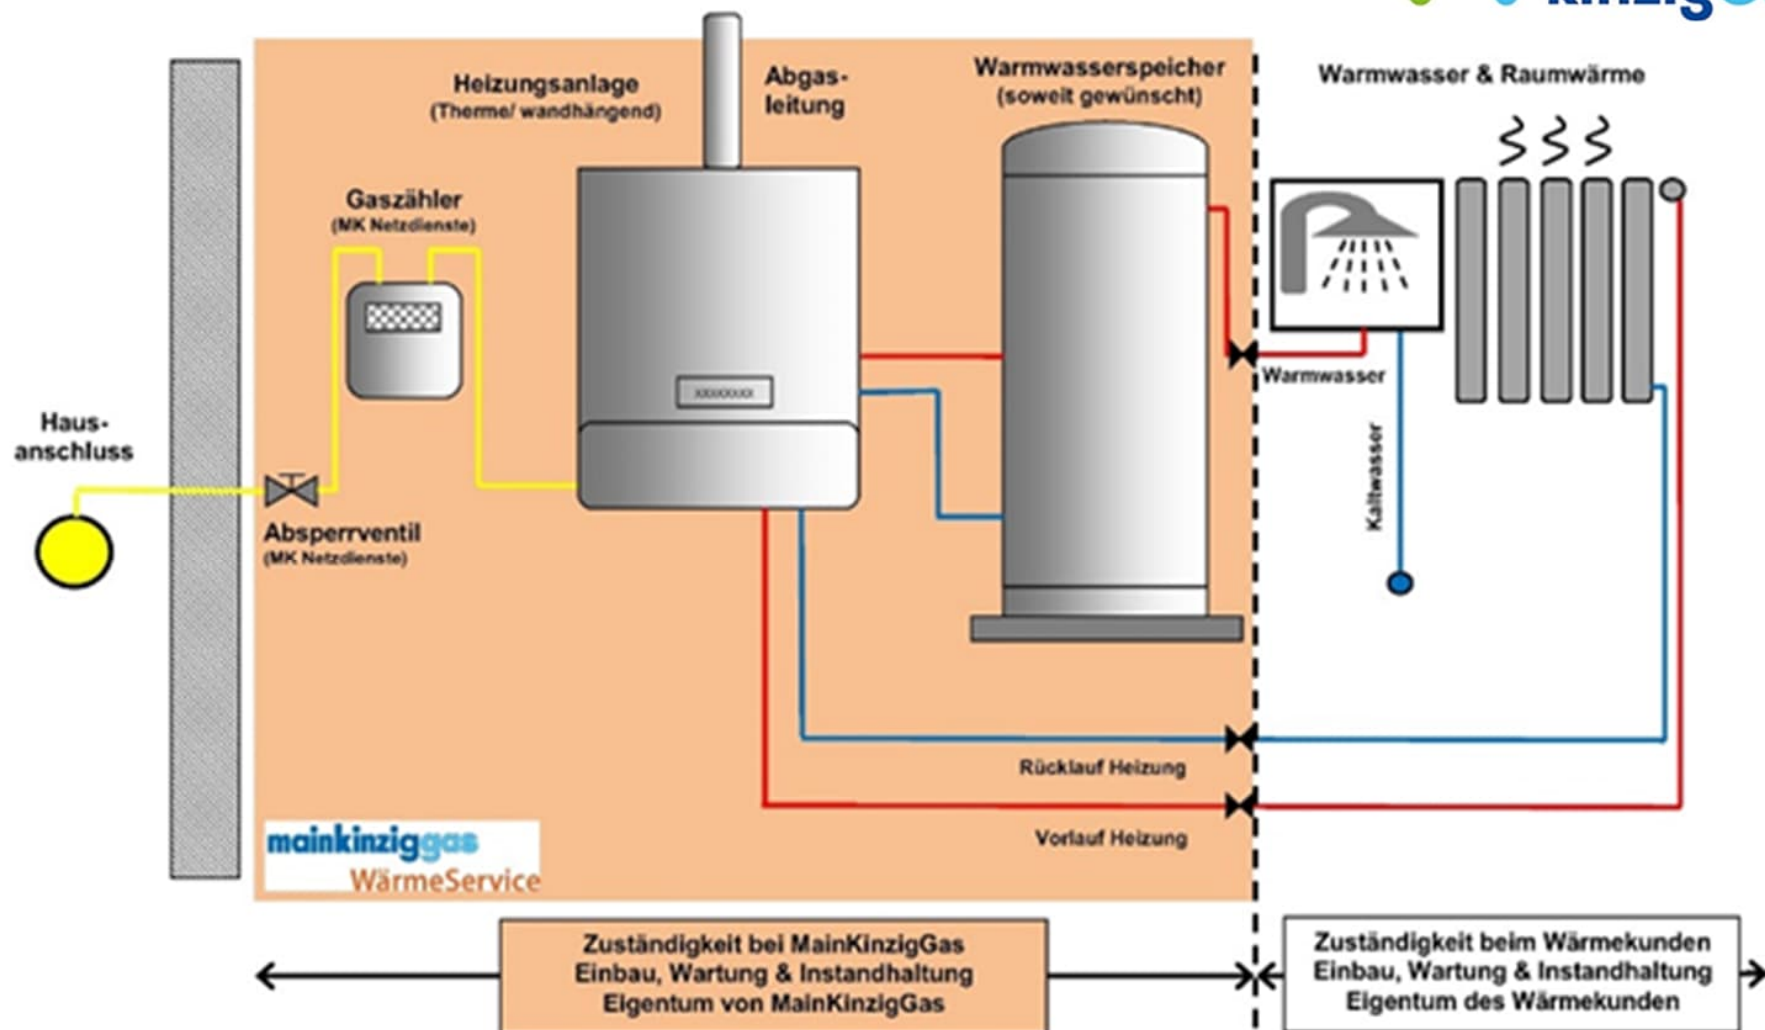 kinzig
Heizungsanlage
(Therme/ wandhängend)
Abgas-
leitung
Warmwasserspeicher
(soweit gewünscht)
Warmwasser & Raumwärme
Gaszähler
(MK Netzdienste)
XXXXXXXX
Warmwasser
Kaltwasser
Haus-
anschluss
Absperrventil
(MK Netzdienste)
Rücklauf Heizung
Vorlauf Heizung
mainkinziggas
WärmeService
Zuständigkeit bei MainKinzigGas
Einbau, Wartung & Instandhaltung
Eigentum von MainKinzigGas
Zuständigkeit beim Wärmekunden
Einbau, Wartung & Instandhaltung
Eigentum des Wärmekunden